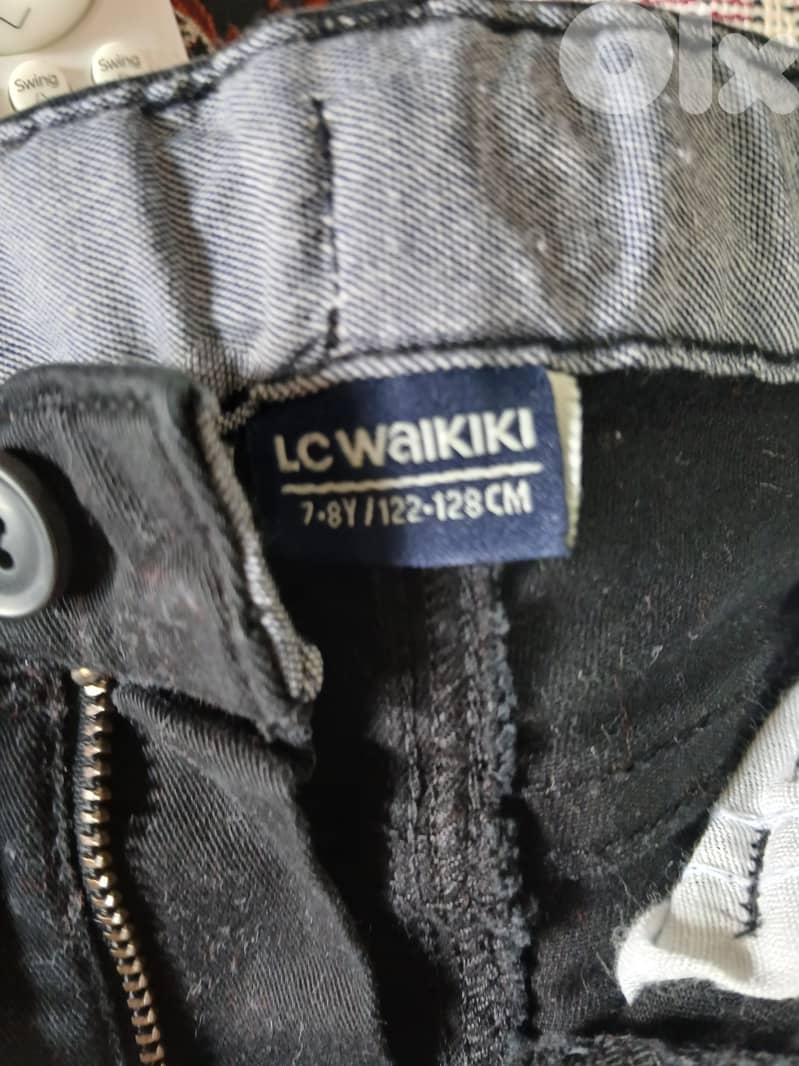 Swing
Swing
olx
LC WAIKIKI
7-8Y/122-128CM